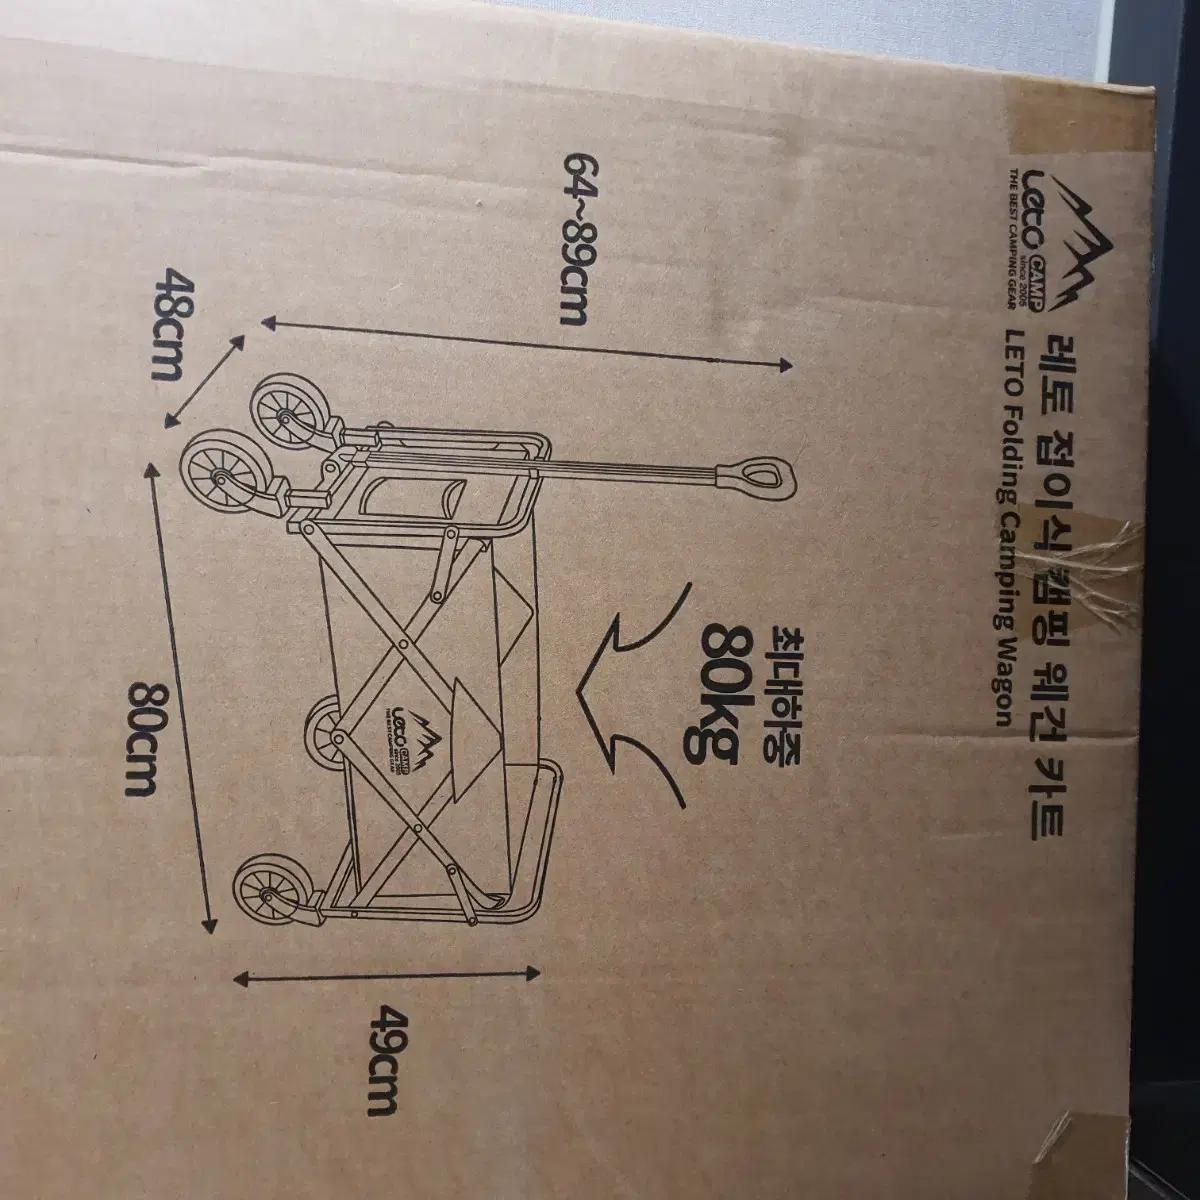 Leto CAMP
since 2005
THE BEST CAMPING GEAR
레토 접이식 캠핑 웨건 카트
LETO Folding Camping Wagon
최대하중
80kg
64~89cm
48cm
80cm
49cm
Leto CAMP
since 2005
THE BEST CAMPING GEAR